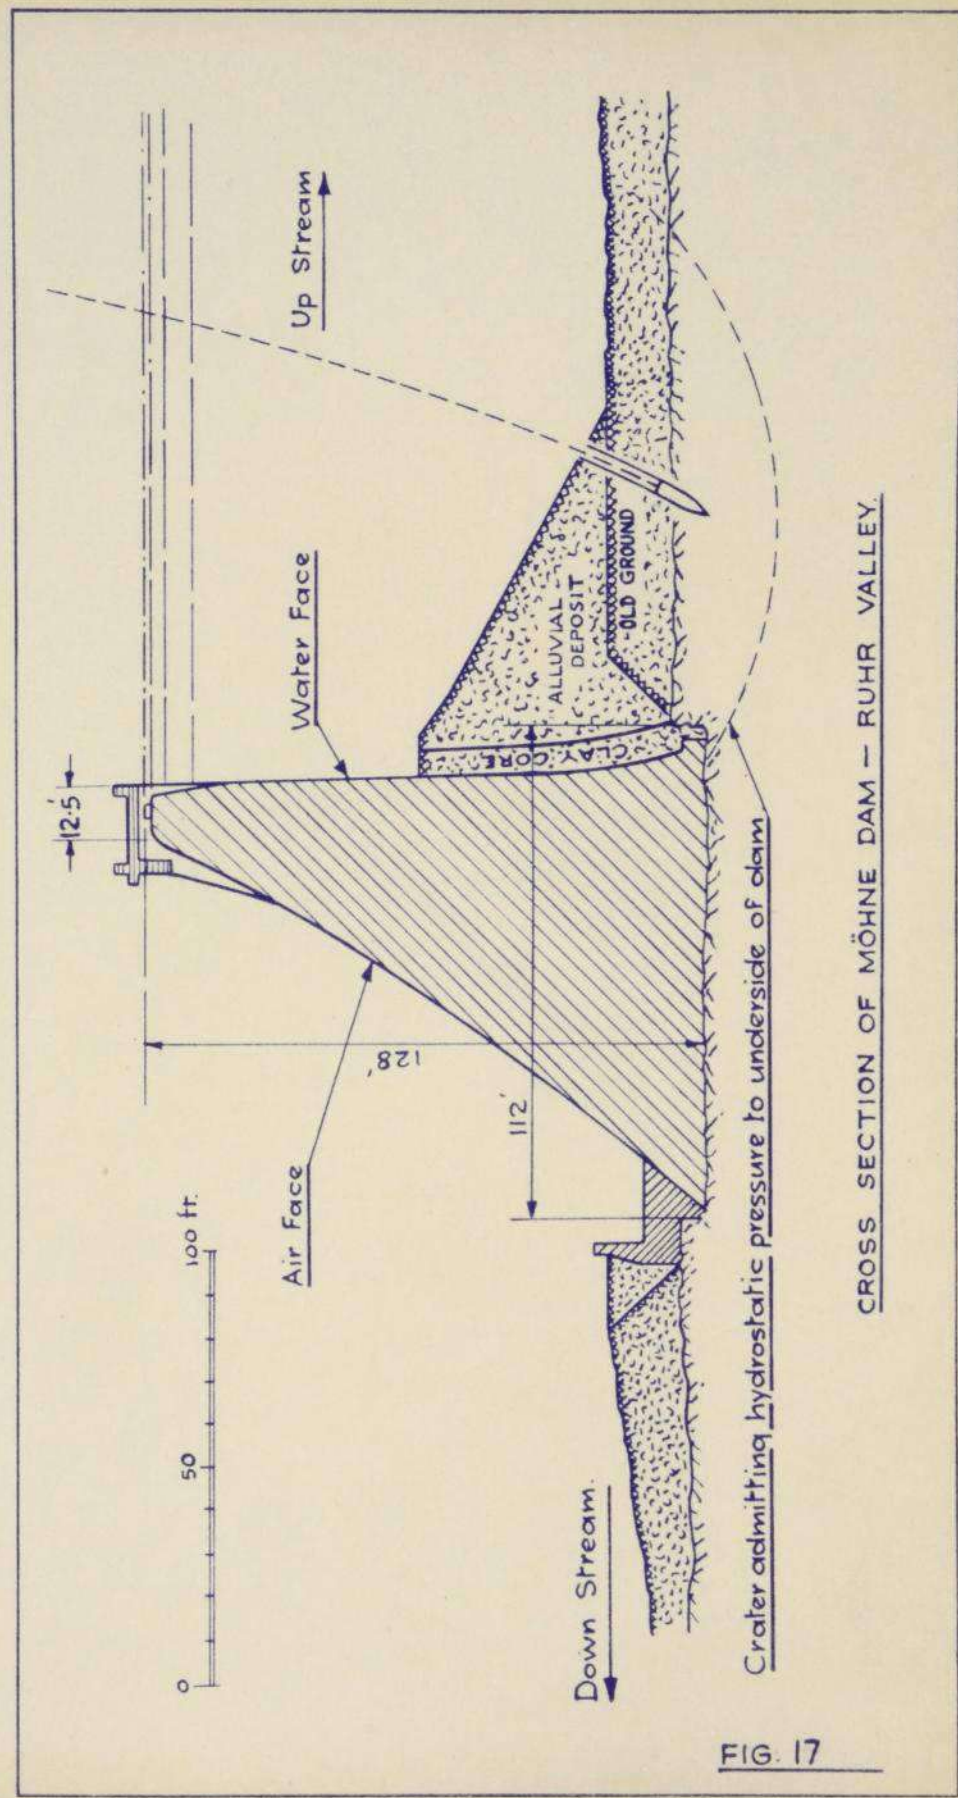 12·5'
Up Stream
Water Face
128'
112'
Air Face
0 50 100 ft.
ALLUVIAL
DEPOSIT
OLD GROUND
CLAY CORE
Down Stream.
Crater admitting hydrostatic pressure to underside of dam
CROSS SECTION OF MÖHNE DAM — RUHR VALLEY.
FIG. 17